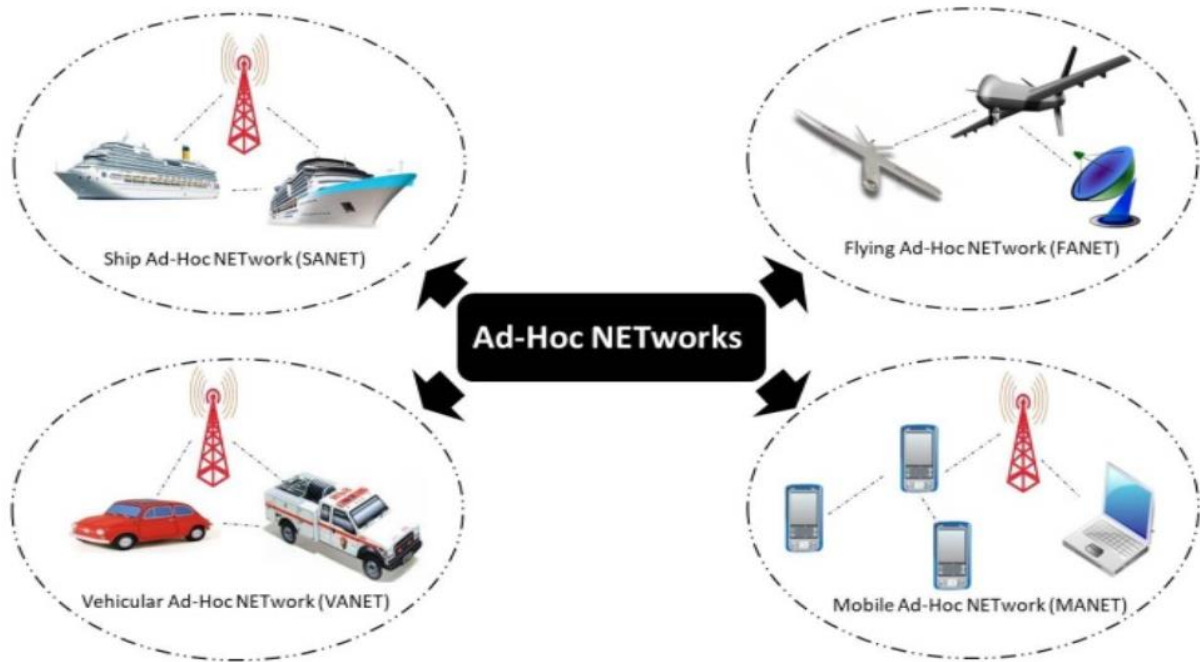 Ship Ad-Hoc NETwork (SANET)
Flying Ad-Hoc NETwork (FANET)
Ad-Hoc NETworks
Vehicular Ad-Hoc NETwork (VANET)
Mobile Ad-Hoc NETwork (MANET)